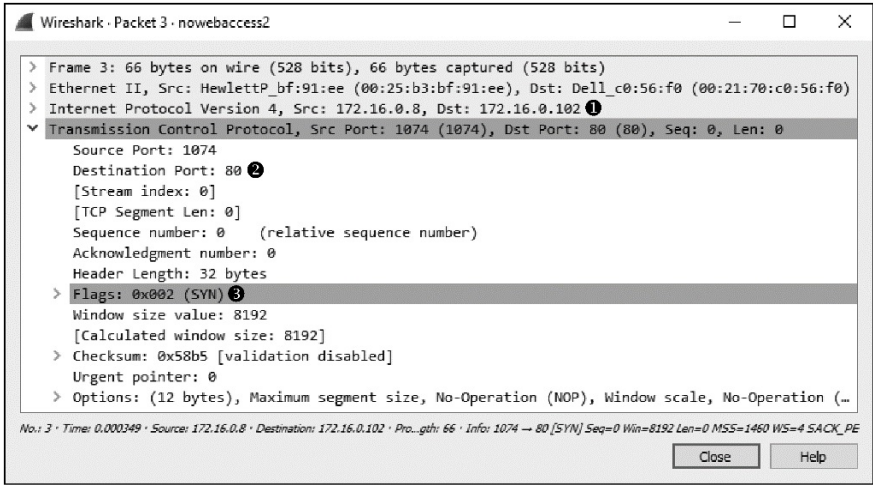 Wireshark · Packet 3 · nowebaccess2
> Frame 3: 66 bytes on wire (528 bits), 66 bytes captured (528 bits)
> Ethernet II, Src: HewlettP_bf:91:ee (00:25:b3:bf:91:ee), Dst: Dell_c0:56:f0 (00:21:70:c0:56:f0)
> Internet Protocol Version 4, Src: 172.16.0.8, Dst: 172.16.0.102 ❶
Transmission Control Protocol, Src Port: 1074 (1074), Dst Port: 80 (80), Seq: 0, Len: 0
Source Port: 1074
Destination Port: 80 ❷
[Stream index: 0]
[TCP Segment Len: 0]
Sequence number: 0 (relative sequence number)
Acknowledgment number: 0
Header Length: 32 bytes
> Flags: 0x002 (SYN) ❸
Window size value: 8192
[Calculated window size: 8192]
> Checksum: 0x58b5 [validation disabled]
Urgent pointer: 0
> Options: (12 bytes), Maximum segment size, No-Operation (NOP), Window scale, No-Operation (…
No.: 3 · Time: 0.000349 · Source: 172.16.0.8 · Destination: 172.16.0.102 · Pro...gth: 66 · Info: 1074 → 80 [SYN] Seq=0 Win=8192 Len=0 MSS=1460 WS=4 SACK_PE
Close Help